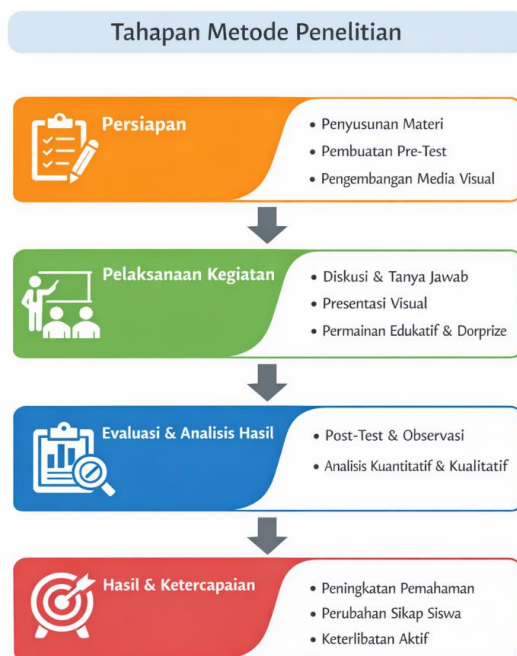 Tahapan Metode Penelitian
Persiapan
• Penyusunan Materi
• Pembuatan Pre-Test
• Pengembangan Media Visual
Pelaksanaan Kegiatan
• Diskusi & Tanya Jawab
• Presentasi Visual
• Permainan Edukatif & Dorprize
Evaluasi & Analisis Hasil
• Post-Test & Observasi
• Analisis Kuantitatif & Kualitatif
Hasil & Ketercapaian
• Peningkatan Pemahaman
• Perubahan Sikap Siswa
• Keterlibatan Aktif